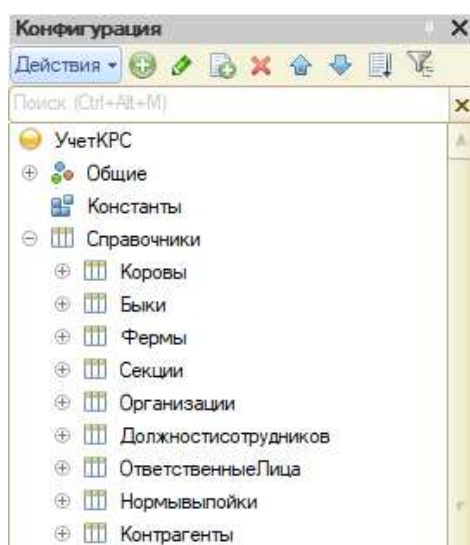 Конфигурация
Действия
Поиск (Ctrl+Alt+M)
УчетКРС
Общие
Константы
Справочники
Коровы
Быки
Фермы
Секции
Организации
Должностисотрудников
ОтветственныеЛица
Нормывыпойки
Контрагенты